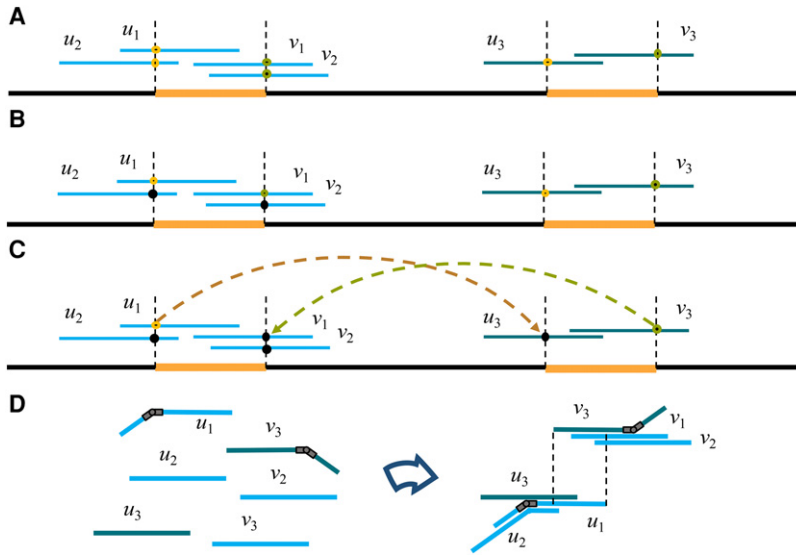 A
u2 u1 v1 v2 u3 v3
B
u2 u1 v1 v2 u3 v3
C
u2 u1 v1 v2 u3 v3
D
u1 v3 v3 v1
u2 v2 v2
u3 v3 u3 u1
u2